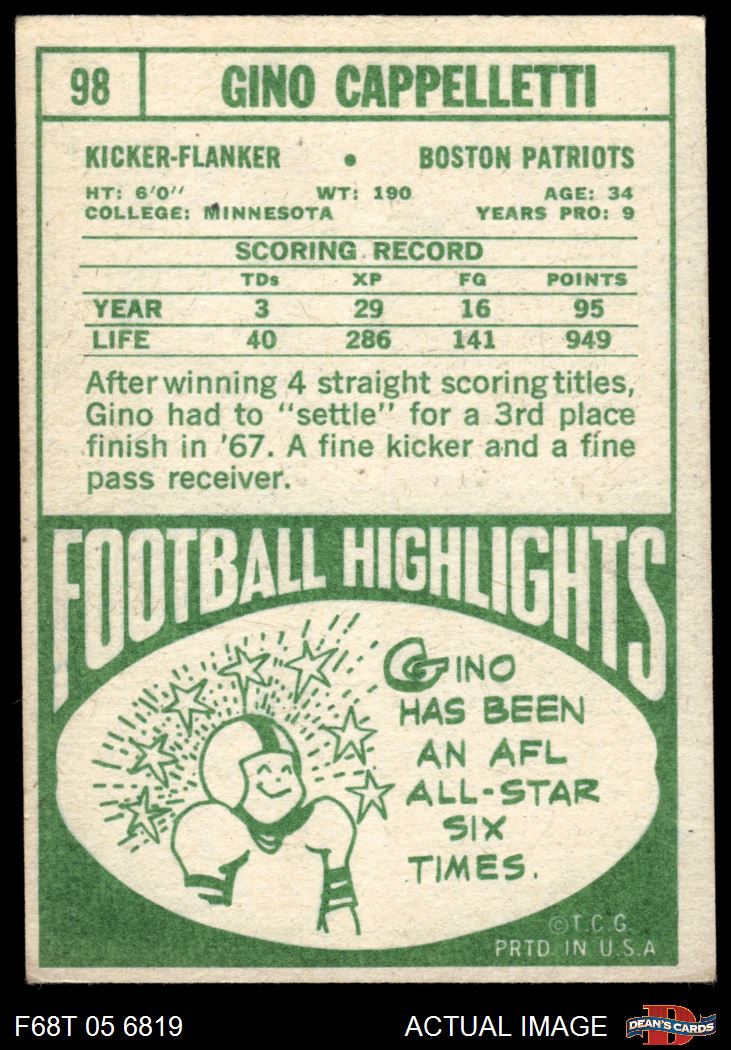 98 GINO CAPPELLETTI
KICKER-FLANKER • BOSTON PATRIOTS
HT: 6'0" WT: 190 AGE: 34
COLLEGE: MINNESOTA YEARS PRO: 9
SCORING RECORD
TDs XP FG POINTS
YEAR 3 29 16 95
LIFE 40 286 141 949
After winning 4 straight scoring titles,
Gino had to "settle" for a 3rd place
finish in '67. A fine kicker and a fine
pass receiver.
FOOTBALL HIGHLIGHTS
GINO
HAS BEEN
AN AFL
ALL-STAR
SIX
TIMES.
©T.C.G.
PRTD IN U.S.A
F68T 05 6819 ACTUAL IMAGE DEAN'S CARDS